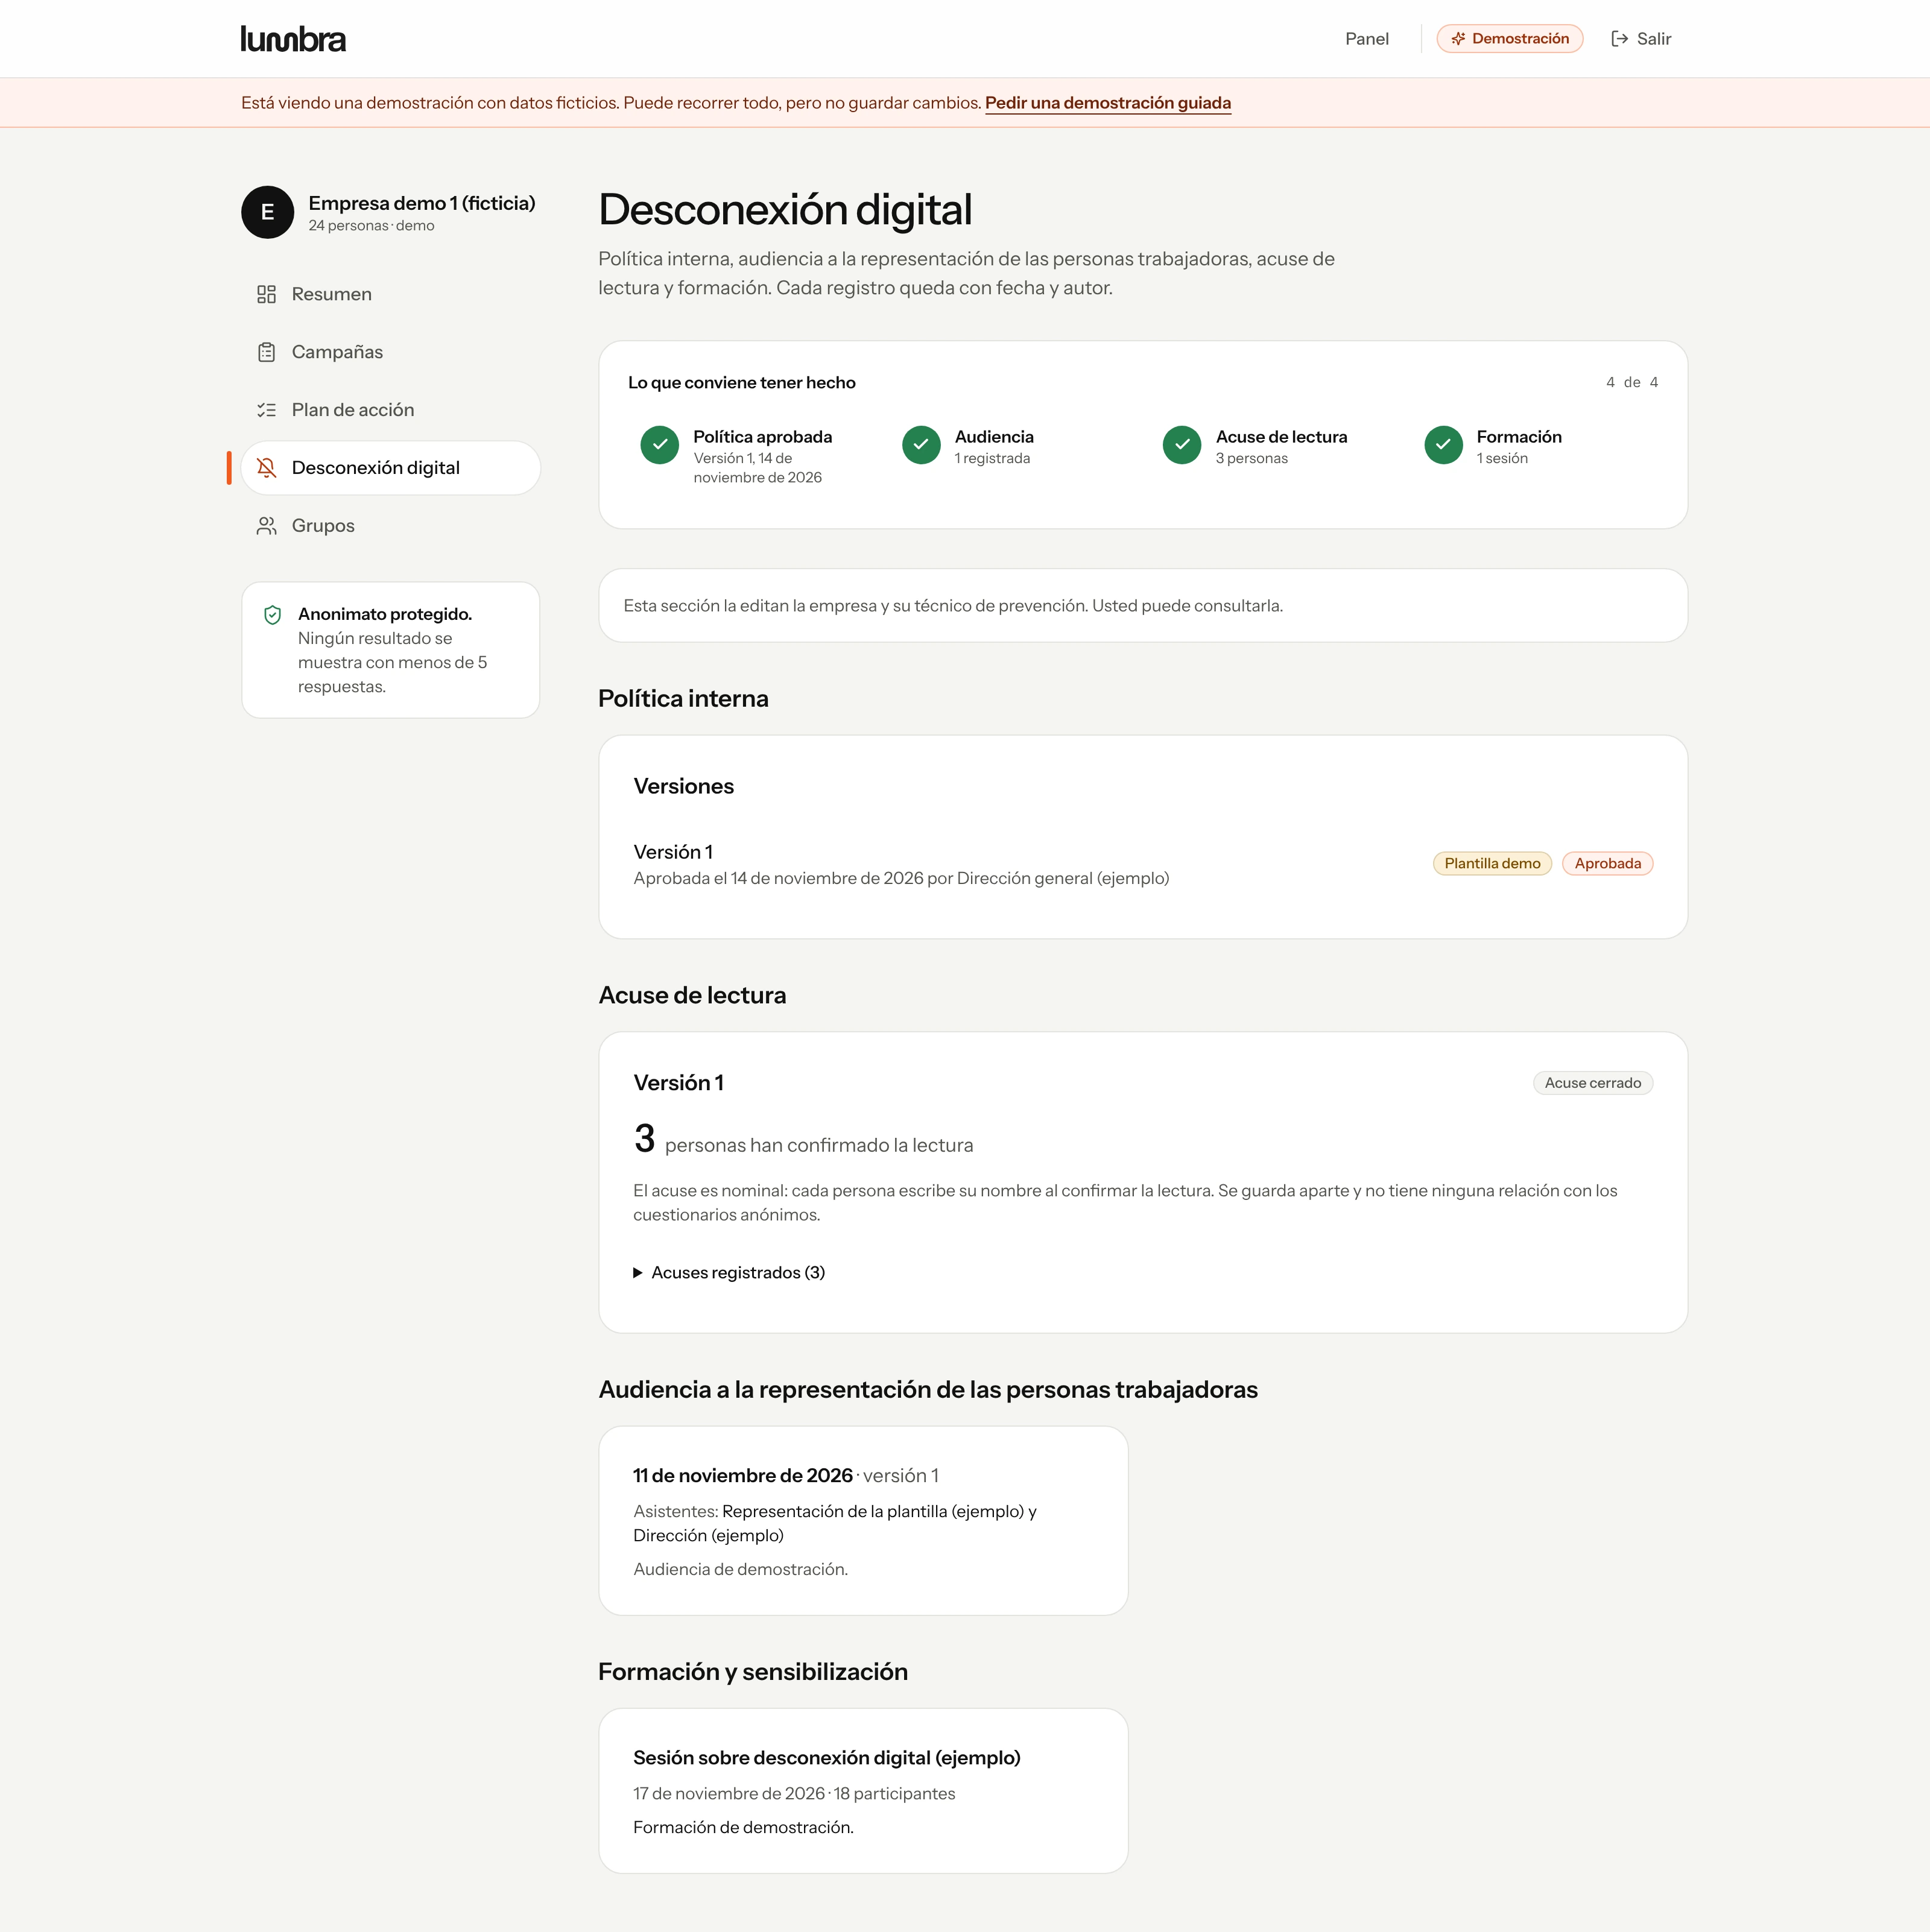 lumbra
Panel
Demostración
Salir
Está viendo una demostración con datos ficticios. Puede recorrer todo, pero no guardar cambios. Pedir una demostración guiada
E
Empresa demo 1 (ficticia)
24 personas · demo
Resumen
Campañas
Plan de acción
Desconexión digital
Grupos
Anonimato protegido.
Ningún resultado se
muestra con menos de 5
respuestas.
Desconexión digital
Política interna, audiencia a la representación de las personas trabajadoras, acuse de
lectura y formación. Cada registro queda con fecha y autor.
Lo que conviene tener hecho
4 de 4
Política aprobada
Versión 1, 14 de
noviembre de 2026
Audiencia
1 registrada
Acuse de lectura
3 personas
Formación
1 sesión
Esta sección la editan la empresa y su técnico de prevención. Usted puede consultarla.
Política interna
Versiones
Versión 1
Aprobada el 14 de noviembre de 2026 por Dirección general (ejemplo)
Plantilla demo
Aprobada
Acuse de lectura
Versión 1
Acuse cerrado
3 personas han confirmado la lectura
El acuse es nominal: cada persona escribe su nombre al confirmar la lectura. Se guarda aparte y no tiene ninguna relación con los
cuestionarios anónimos.
Acuses registrados (3)
Audiencia a la representación de las personas trabajadoras
11 de noviembre de 2026 · versión 1
Asistentes: Representación de la plantilla (ejemplo) y
Dirección (ejemplo)
Audiencia de demostración.
Formación y sensibilización
Sesión sobre desconexión digital (ejemplo)
17 de noviembre de 2026 · 18 participantes
Formación de demostración.